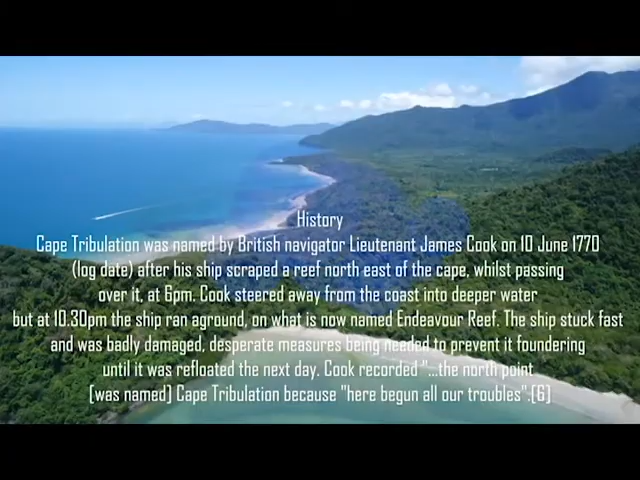 History
Cape Tribulation was named by British navigator Lieutenant James Cook on 10 June 1770
(log date) after his ship scraped a reef north east of the cape, whilst passing
over it, at 6pm. Cook steered away from the coast into deeper water
but at 10.30pm the ship ran aground, on what is now named Endeavour Reef. The ship stuck fast
and was badly damaged, desperate measures being needed to prevent it foundering
until it was refloated the next day. Cook recorded "...the north point
[was named] Cape Tribulation because "here begun all our troubles".[6]